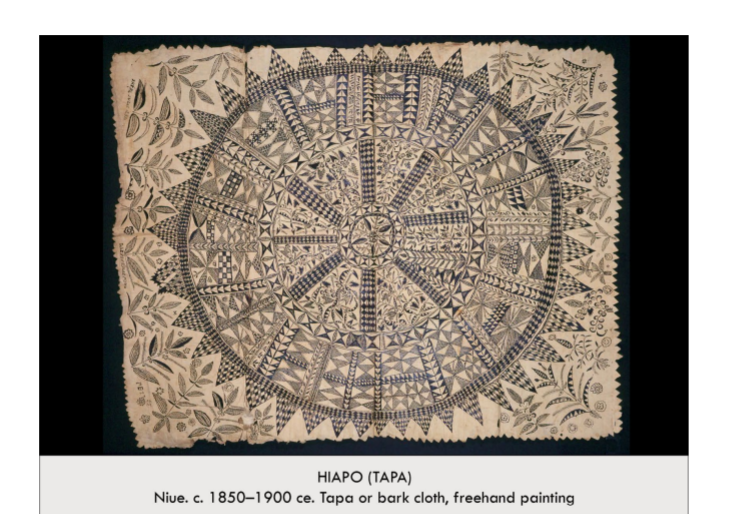 HIAPO (TAPA)
Niue. c. 1850–1900 ce. Tapa or bark cloth, freehand painting